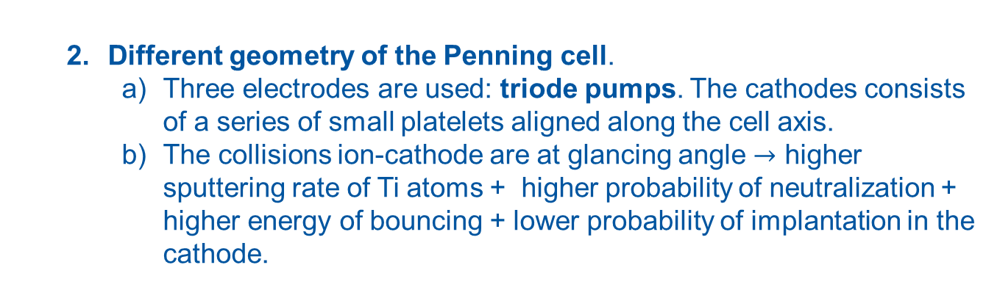 2. Different geometry of the Penning cell.
a) Three electrodes are used: triode pumps. The cathodes consists
of a series of small platelets aligned along the cell axis.
b) The collisions ion-cathode are at glancing angle → higher
sputtering rate of Ti atoms + higher probability of neutralization +
higher energy of bouncing + lower probability of implantation in the
cathode.